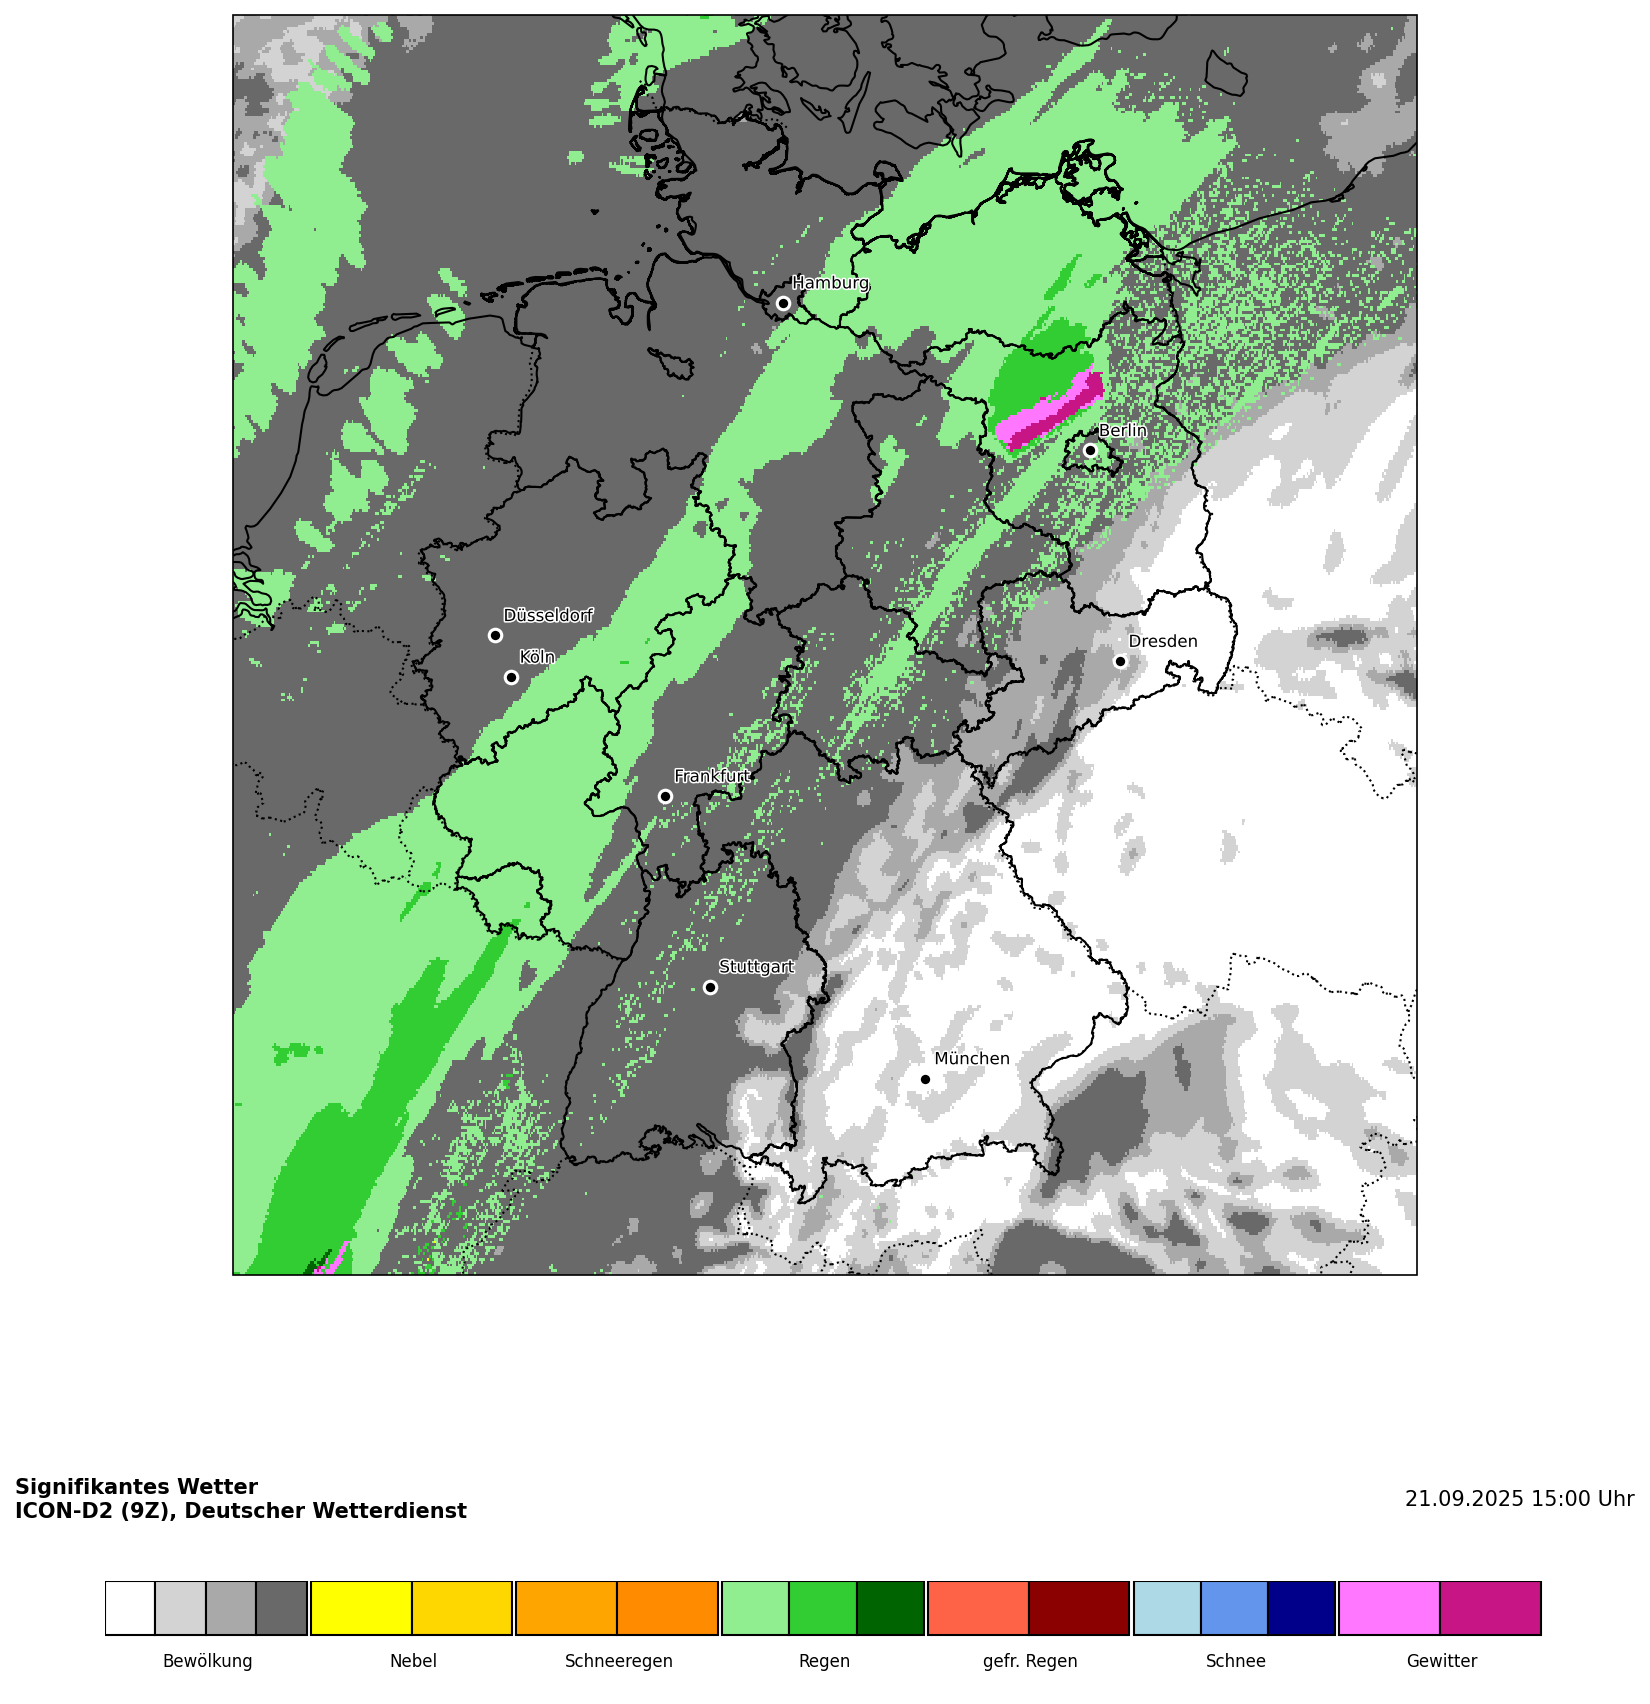 Hamburg
Berlin
Düsseldorf
Köln
Dresden
Frankfurt
Stuttgart
München
Signifikantes Wetter
ICON-D2 (9Z), Deutscher Wetterdienst
21.09.2025 15:00 Uhr
Bewölkung Nebel Schneeregen Regen gefr. Regen Schnee Gewitter